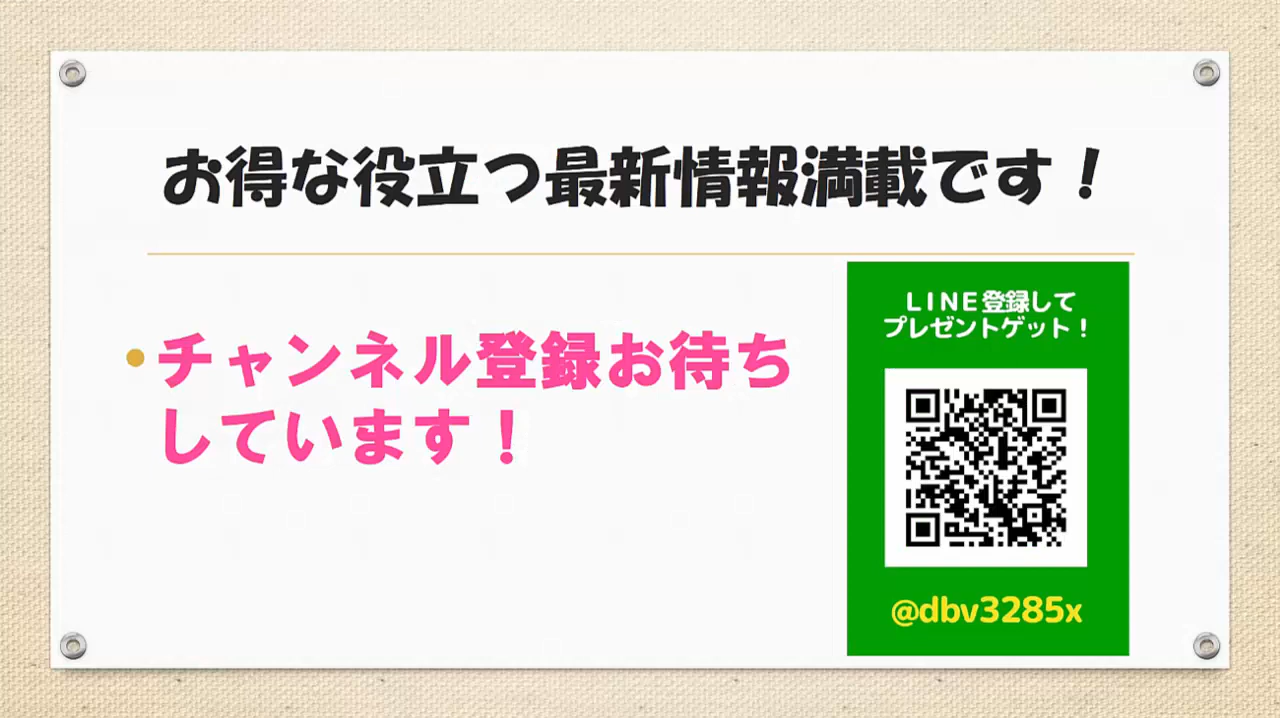 お得な役立つ最新情報満載です！
• チャンネル登録お待ち
しています！
LINE登録して
プレゼントゲット！
@dbv3285x